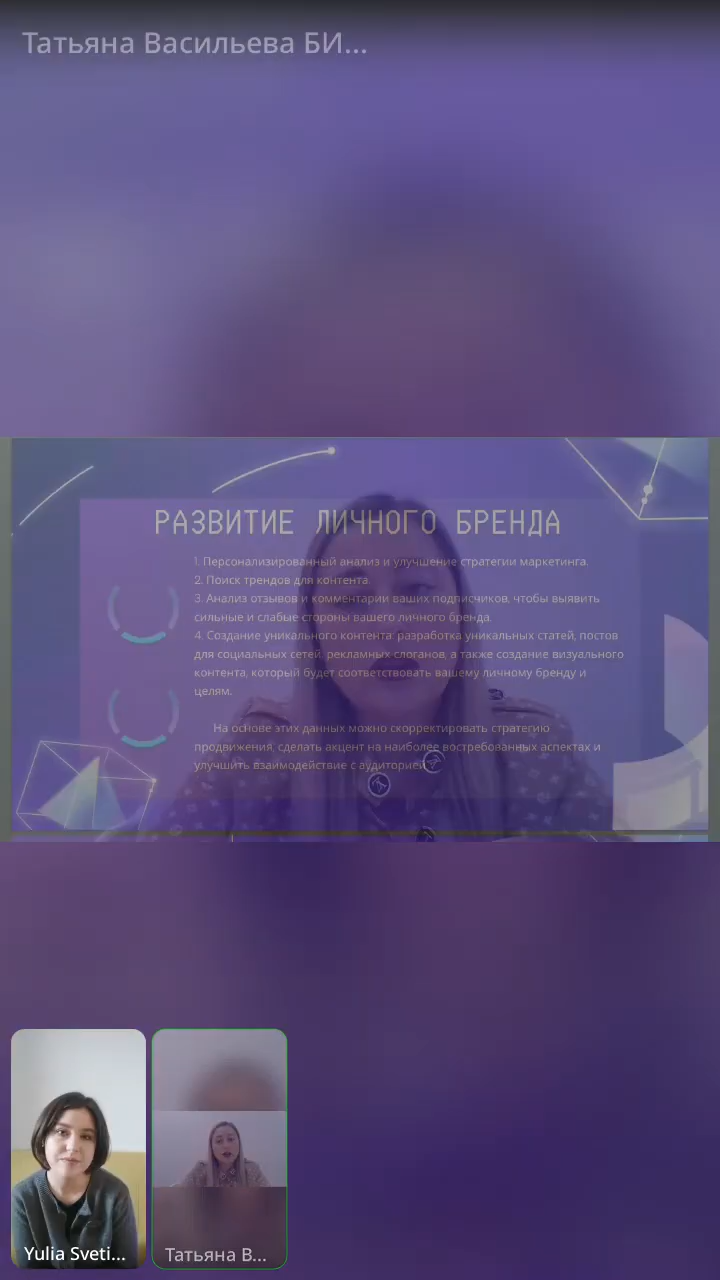 Татьяна Васильева БИ...
РАЗВИТИЕ ЛИЧНОГО БРЕНДА
1. Персонализированный анализ и улучшение стратегии маркетинга.
2. Поиск трендов для контента.
3. Анализ отзывов и комментарии ваших подписчиков, чтобы выявить
сильные и слабые стороны вашего личного бренда.
4. Создание уникального контента: разработка уникальных статей, постов
для социальных сетей, рекламных слоганов, а также создание визуального
контента, который будет соответствовать вашему личному бренду и
целям.
На основе этих данных можно скорректировать стратегию
продвижения, сделать акцент на наиболее востребованных аспектах и
улучшить взаимодействие с аудиторией.
Yulia Sveti...
Татьяна В...